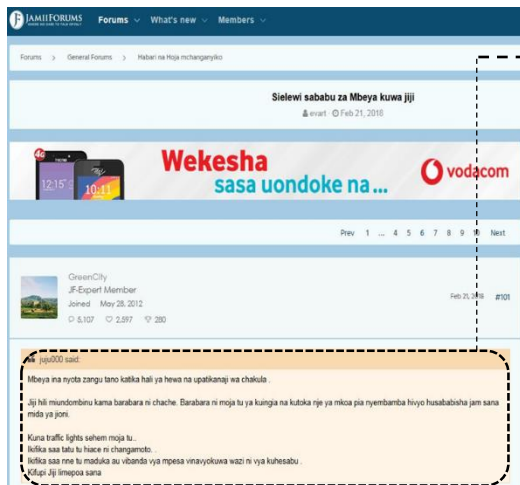 JAMIIFORUMS
Forums What's new Members
Forums > General Forums > Habari na Hoja mchanganyiko
Sielewi sababu za Mbeya kuwa jiji
evart · Feb 21, 2018
4G
12:15
10:11
Wekesha
sasa uondoke na...
vodacom
Prev 1 ... 4 5 6 7 8 9 10 Next
GreenCity
JF-Expert Member
Joined May 28, 2012
5,107 2,597 280
Feb 21, 2018 #101
juju000 said:
Mbeya ina nyota zangu tano katika hali ya hewa na upatikanaji wa chakula .
Jiji hili miundombinu kama barabara ni chache. Barabara ni moja tu ya kuingia na kutoka nje ya mkoa pia nyembamba hivyo husababisha jam sana
mida ya jioni.
Kuna traffic lights sehem moja tu..
Ikifika saa tatu tu hiace ni changamoto. .
Ikifika saa nne tu maduka au vibanda vya mpesa vinavyokuwa wazi ni vya kuhesabu .
Kifupi Jiji limepoa sana